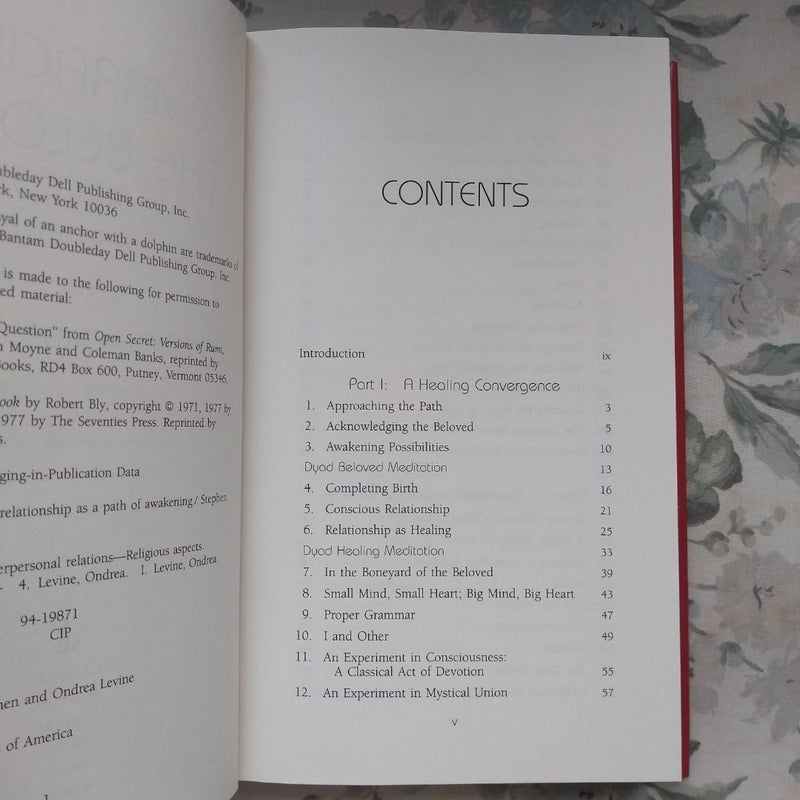 ubleday Dell Publishing Group, Inc.
rk, New York 10036
yal of an anchor with a dolphin are trademarks of
Bantam Doubleday Dell Publishing Group, Inc.
is made to the following for permission to
ed material:
Question" from Open Secret: Versions of Rumi,
n Moyne and Coleman Banks, reprinted by
Books, RD4 Box 600, Putney, Vermont 05346.
ook by Robert Bly, copyright © 1971, 1977 by
977 by The Seventies Press. Reprinted by
s.
ging-in-Publication Data
relationship as a path of awakening / Stephen
erpersonal relations—Religious aspects.
4. Levine, Ondrea. I. Levine, Ondrea.
94-19871
CIP
hen and Ondrea Levine
of America
CONTENTS
Introduction ix
Part I: A Healing Convergence
1. Approaching the Path 3
2. Acknowledging the Beloved 5
3. Awakening Possibilities 10
Dyad Beloved Meditation 13
4. Completing Birth 16
5. Conscious Relationship 21
6. Relationship as Healing 25
Dyad Healing Meditation 33
7. In the Boneyard of the Beloved 39
8. Small Mind, Small Heart; Big Mind, Big Heart 43
9. Proper Grammar 47
10. I and Other 49
11. An Experiment in Consciousness:
A Classical Act of Devotion 55
12. An Experiment in Mystical Union 57
v